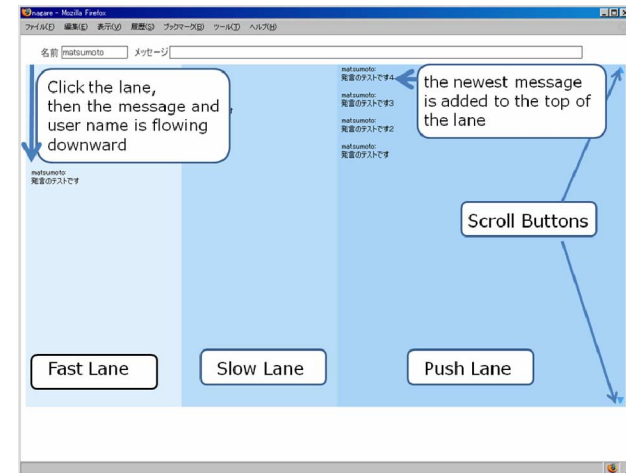 nagare - Mozilla Firefox
ファイル(F) 編集(E) 表示(V) 履歴(S) ブックマーク(B) ツール(T) ヘルプ(H)
名前 matsumoto メッセージ
Click the lane,
then the message and
user name is flowing
downward
matsumoto
発言のテストです
matsumoto:
発言のテストです4
matsumoto:
発言のテストです3
matsumoto:
発言のテストです2
matsumoto:
発言のテストです
the newest message
is added to the top of
the lane
Scroll Buttons
Fast Lane
Slow Lane
Push Lane